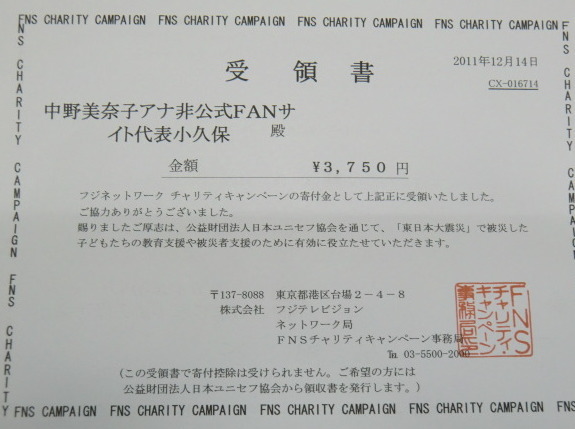 FNS CHARITY CAMPAIGN FNS CHARITY CAMPAIGN FNS CHARITY CAMPAIGN
FNS CHARITY CAMPAIGN FNS CHARITY
受領書
2011年12月14日
CX-016714
中野美奈子アナ非公式FANサ
イト代表小久保 殿
金額 ¥3,750 円
フジネットワーク チャリティキャンペーンの寄付金として上記正に受領いたしました。
ご協力ありがとうございました。
賜りましたご厚志は、公益財団法人日本ユニセフ協会を通じて、「東日本大震災」で被災した
子どもたちの教育支援や被災者支援のために有効に役立たせていただきます。
〒137-8088 東京都港区台場2-4-8
株式会社 フジテレビジョン
ネットワーク局
FNSチャリティキャンペーン事務局
℡ 03-5500-2000
FNS
チャリティ
キャンペーン
事務局
(この受領書で寄付控除は受けられません。ご希望の方には
公益財団法人日本ユニセフ協会から領収書を発行します。)
FNS CHARITY CAMPAIGN FNS
FNS CAMPAIGN FNS CHARITY CAMPAIGN FNS CHARITY CAMPAIGN FNS CHARITY